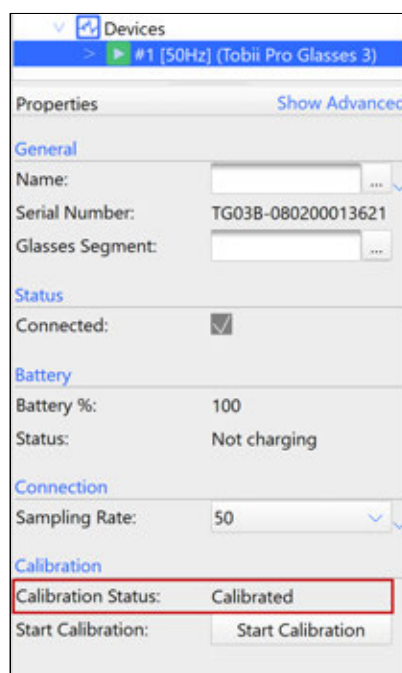 Devices
#1 [50Hz] (Tobii Pro Glasses 3)
Properties Show Advanced
General
Name: ...
Serial Number: TG03B-080200013621
Glasses Segment: ...
Status
Connected:
Battery
Battery %: 100
Status: Not charging
Connection
Sampling Rate: 50
Calibration
Calibration Status: Calibrated
Start Calibration: Start Calibration